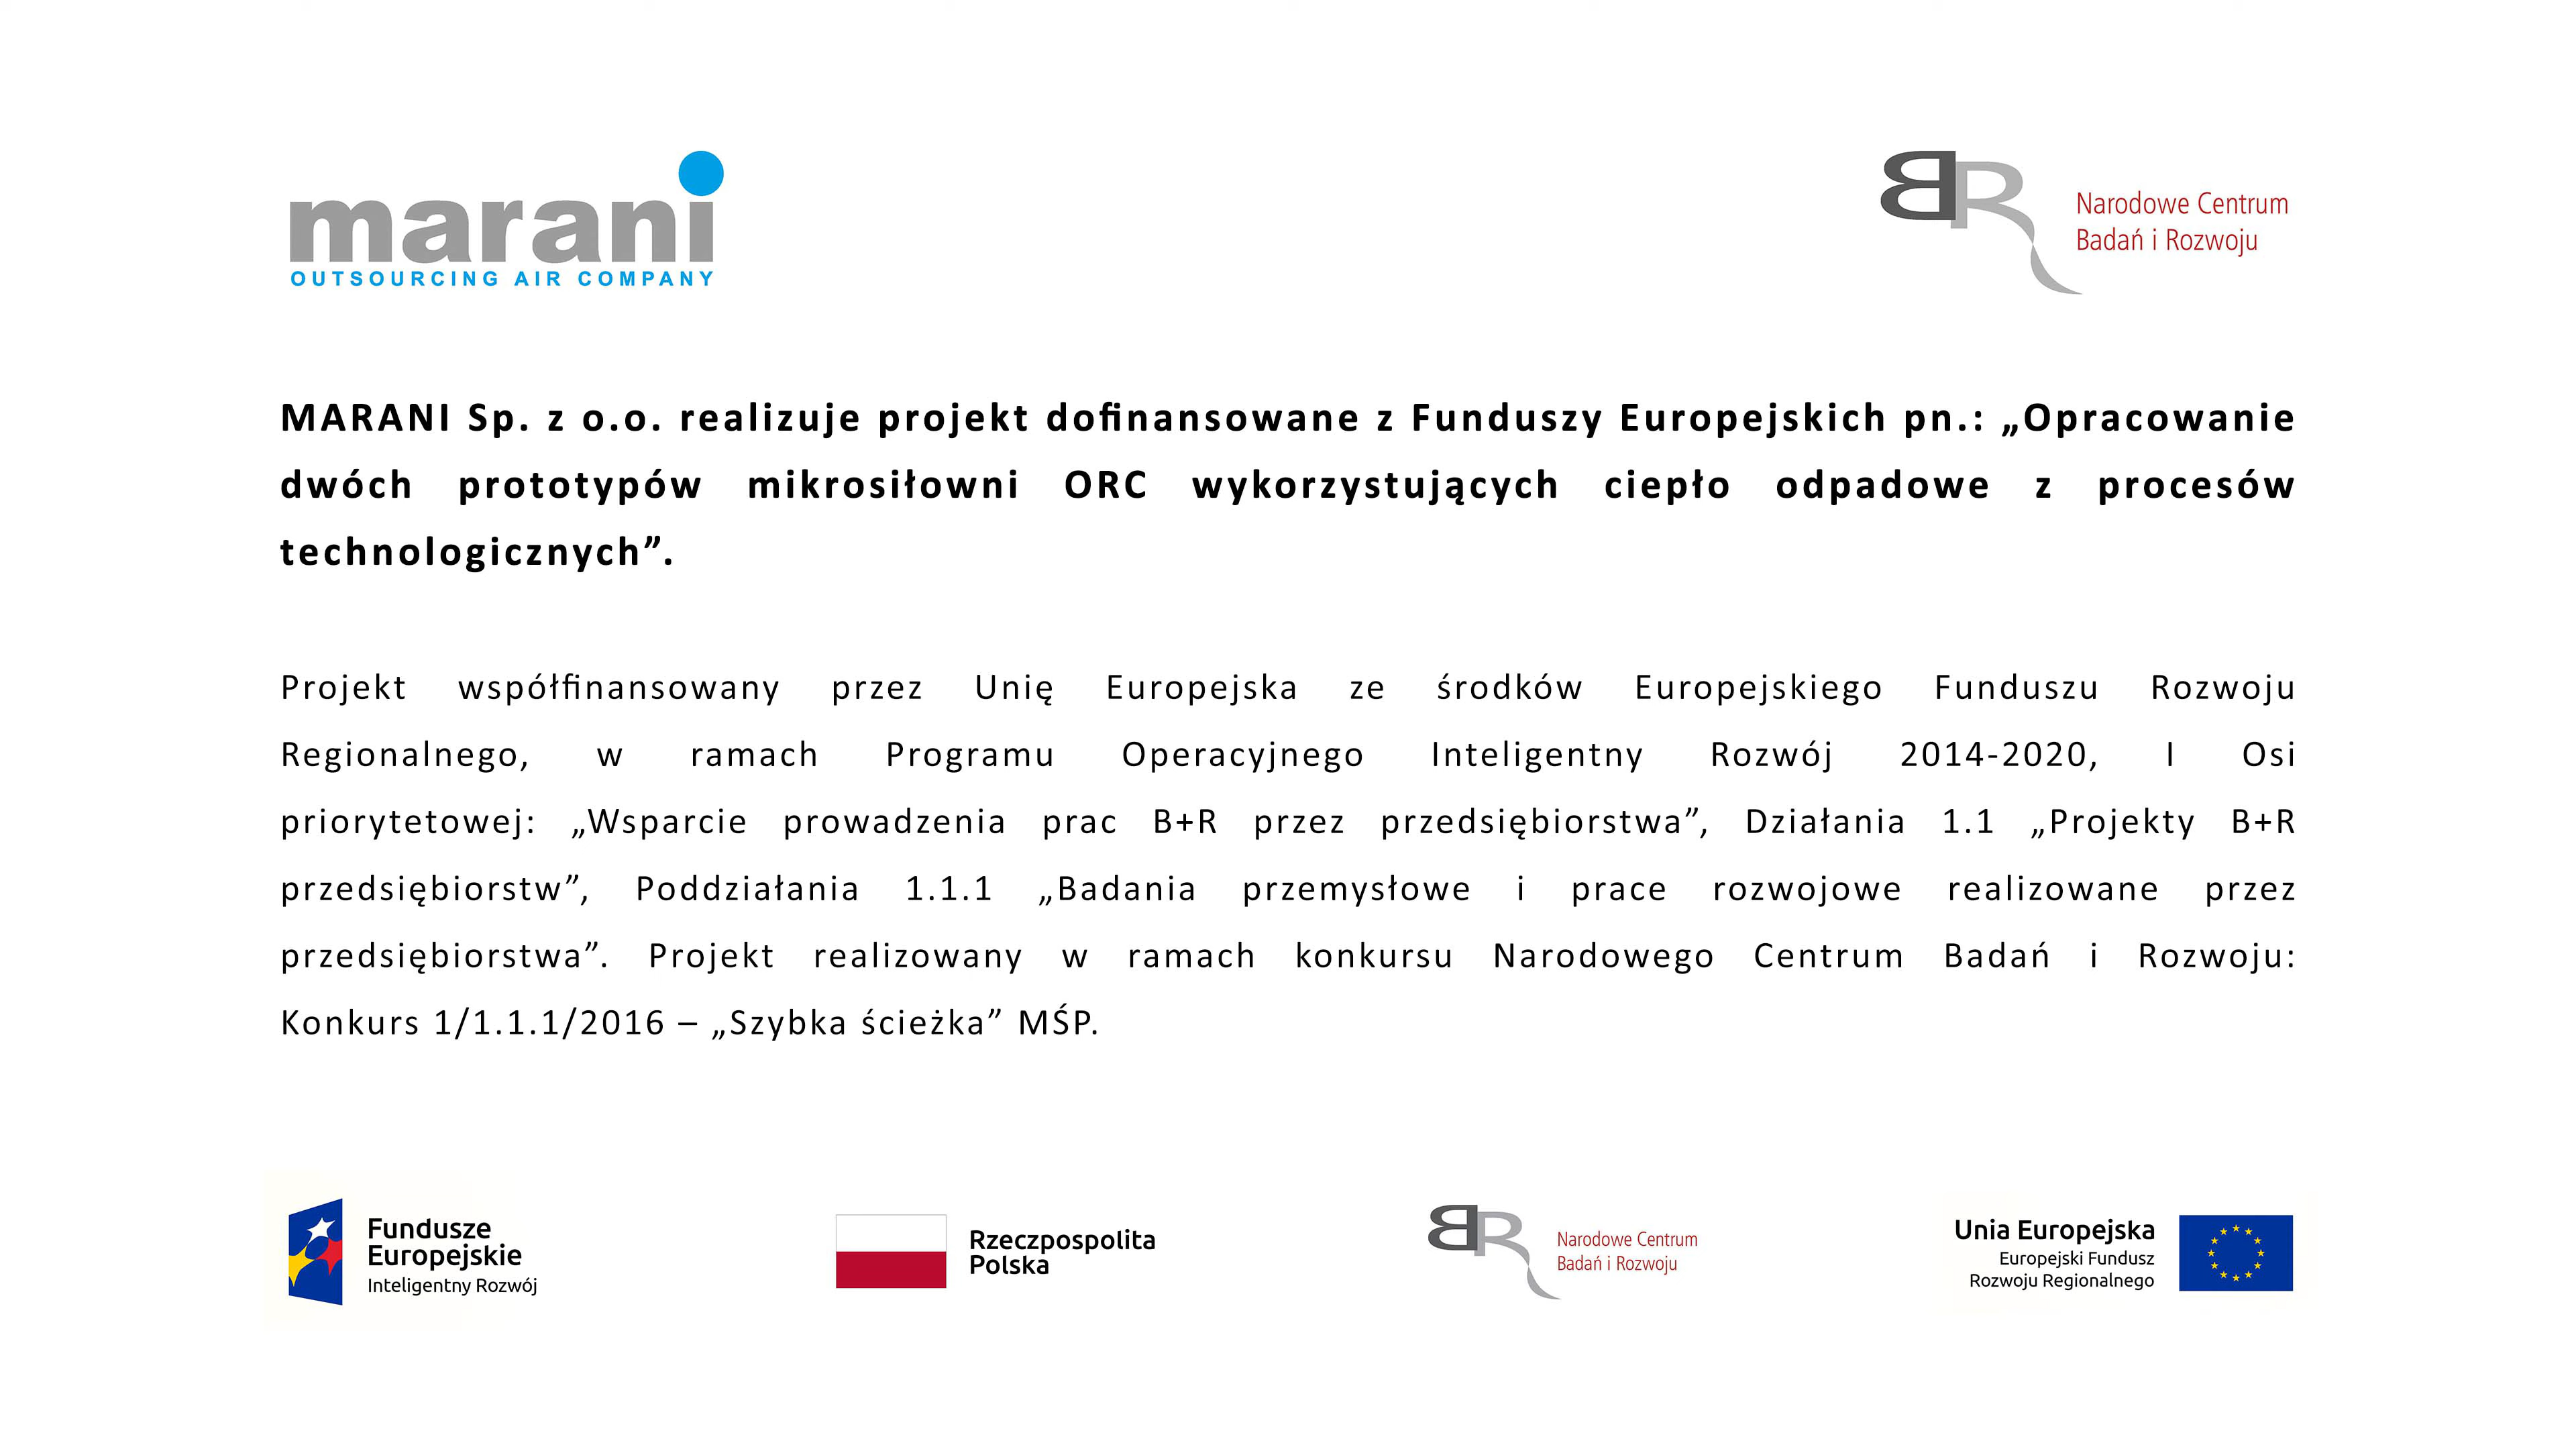 marani
OUTSOURCING AIR COMPANY
BR
Narodowe Centrum
Badań i Rozwoju
MARANI Sp. z o.o. realizuje projekt dofinansowane z Funduszy Europejskich pn.: „Opracowanie
dwóch prototypów mikrosiłowni ORC wykorzystujących ciepło odpadowe z procesów
technologicznych”.
Projekt współfinansowany przez Unię Europejska ze środków Europejskiego Funduszu Rozwoju
Regionalnego, w ramach Programu Operacyjnego Inteligentny Rozwój 2014-2020, I Osi
priorytetowej: „Wsparcie prowadzenia prac B+R przez przedsiębiorstwa”, Działania 1.1 „Projekty B+R
przedsiębiorstw”, Poddziałania 1.1.1 „Badania przemysłowe i prace rozwojowe realizowane przez
przedsiębiorstwa”. Projekt realizowany w ramach konkursu Narodowego Centrum Badań i Rozwoju:
Konkurs 1/1.1.1/2016 – „Szybka ścieżka” MŚP.
Fundusze
Europejskie
Inteligentny Rozwój
Rzeczpospolita
Polska
BR
Narodowe Centrum
Badań i Rozwoju
Unia Europejska
Europejski Fundusz
Rozwoju Regionalnego